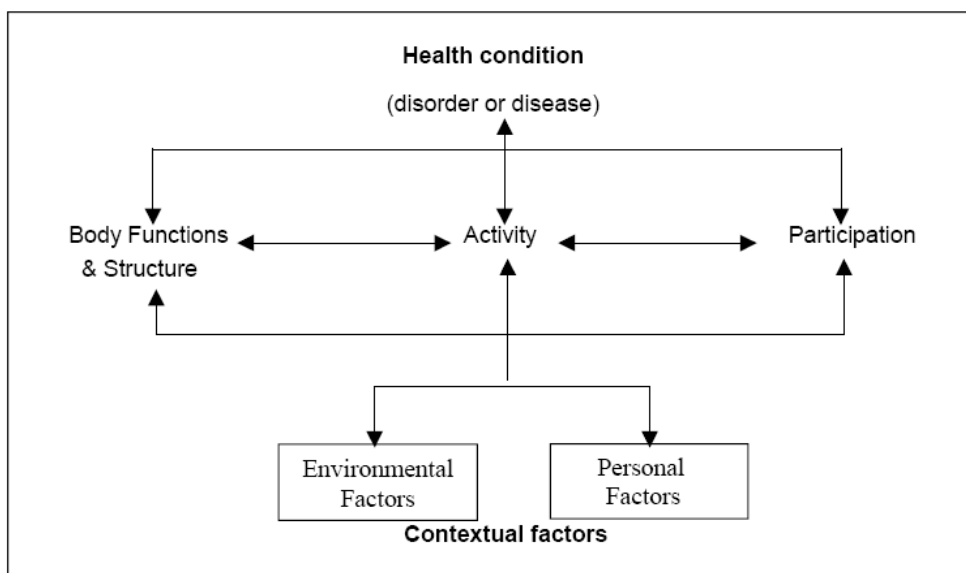 Health condition
(disorder or disease)
Body Functions
& Structure
Activity
Participation
Environmental
Factors
Personal
Factors
Contextual factors